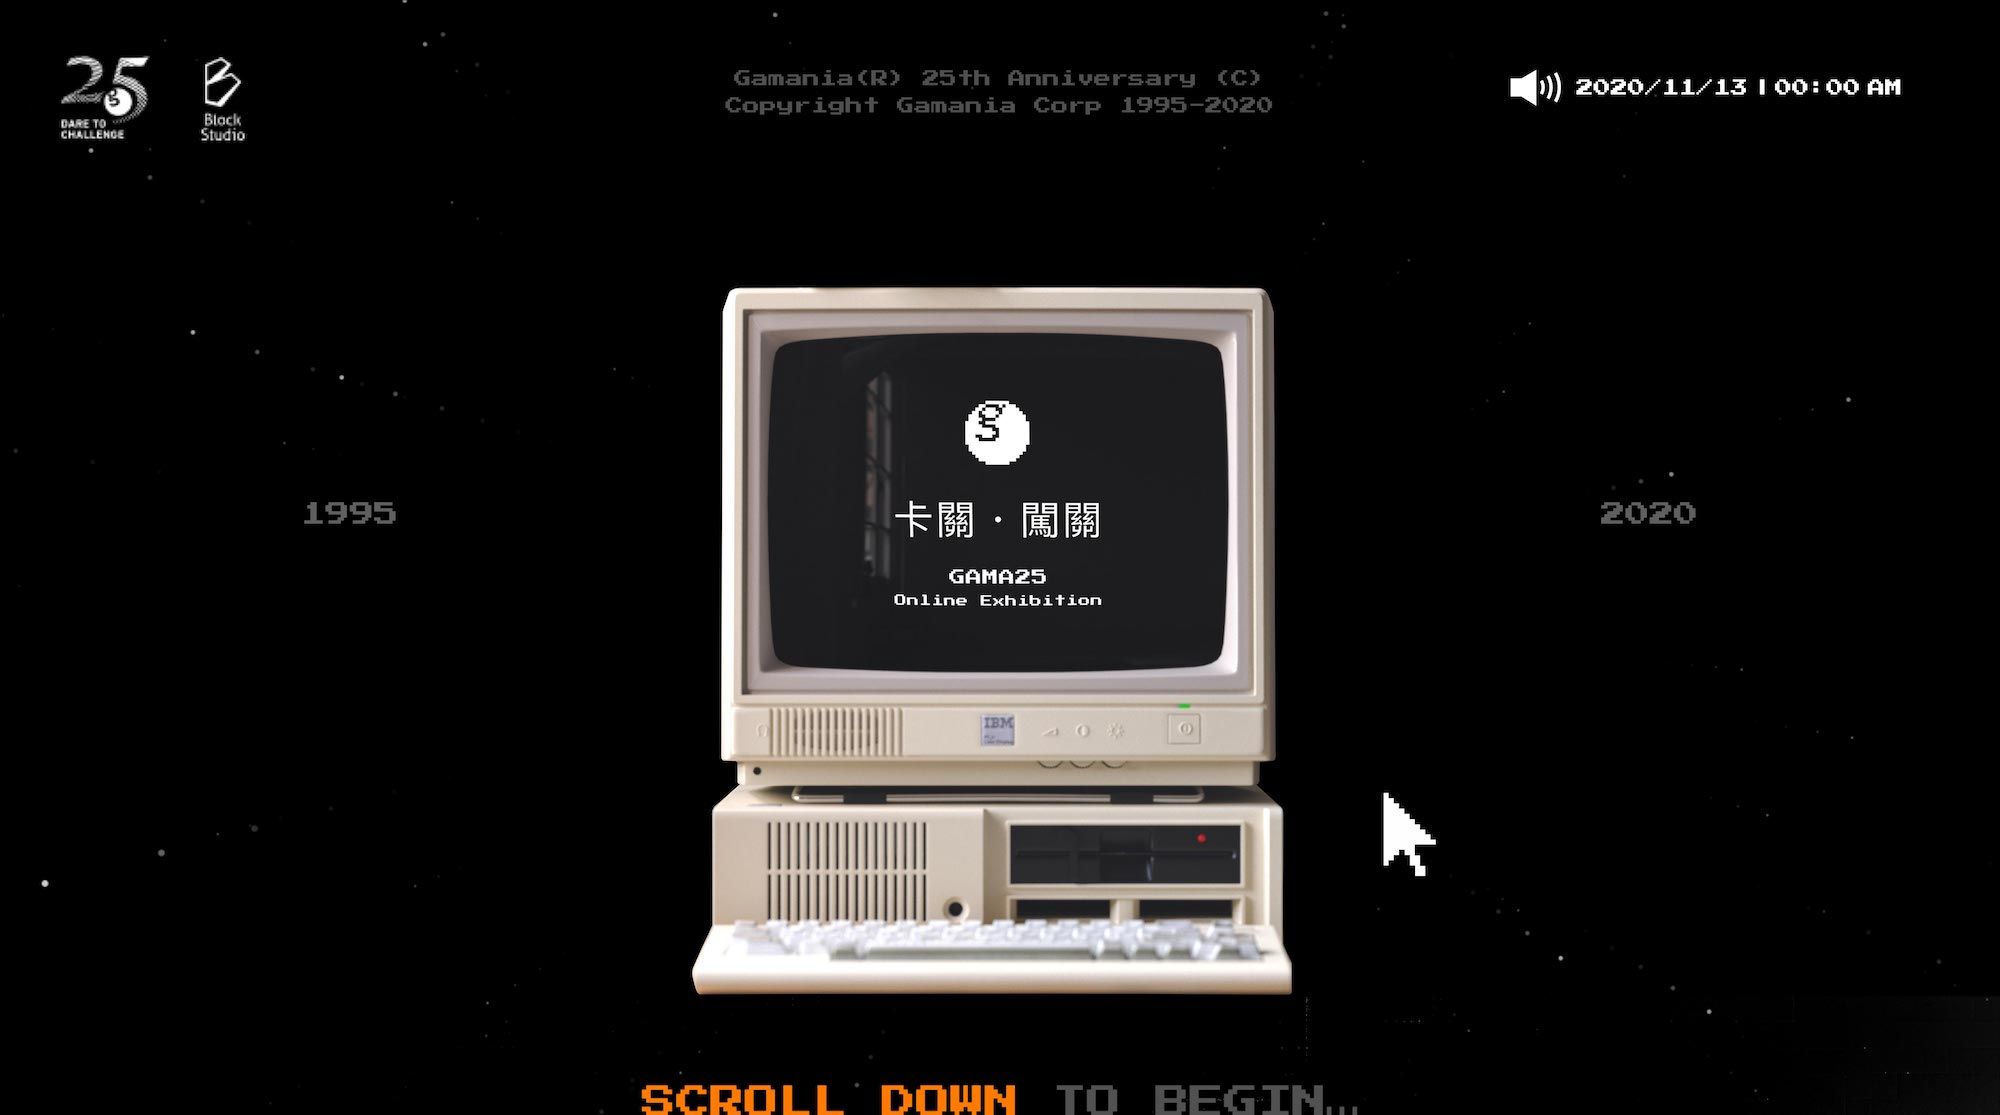 25
DARE TO
CHALLENGE
Block
Studio
Gamania(R) 25th Anniversary (C)
Copyright Gamania Corp 1995-2020
2020/11/13 | 00:00 AM
1995
g
卡關・闖關
GAMA25
Online Exhibition
2020
IBM
SCROLL DOWN TO BEGIN...